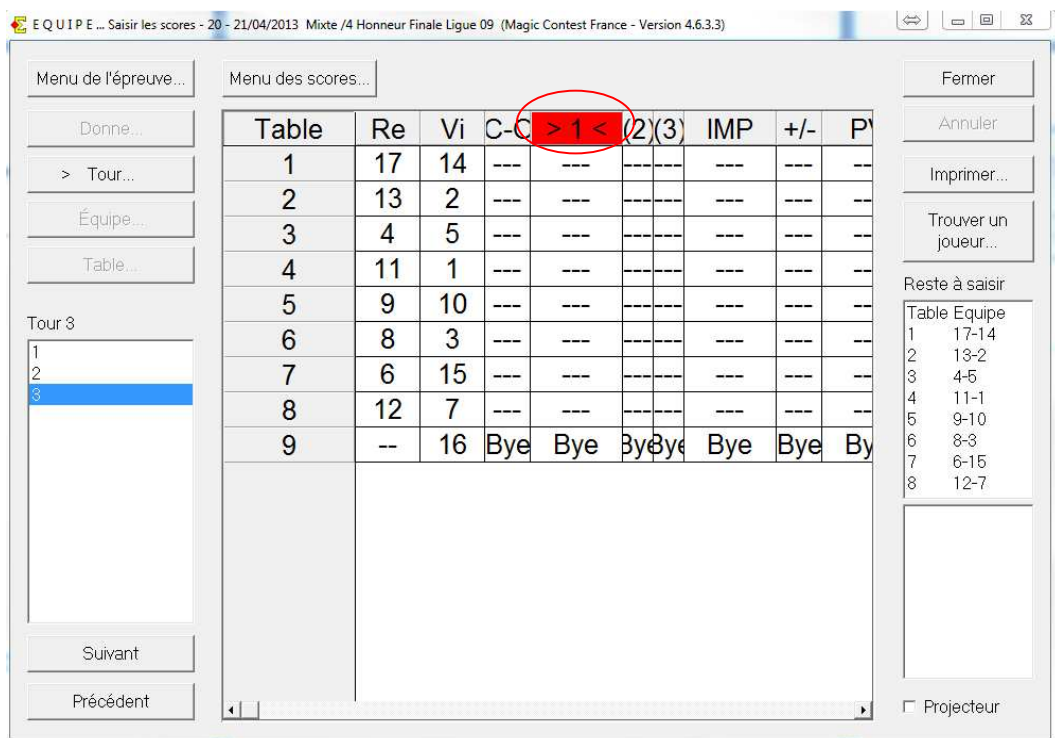 E Q U I P E ... Saisir les scores - 20 - 21/04/2013 Mixte /4 Honneur Finale Ligue 09 (Magic Contest France - Version 4.6.3.3)
Menu de l'épreuve...
Menu des scores...
Fermer
Donne...
Annuler
> Tour...
Imprimer...
Équipe...
Trouver un
joueur...
Table...
Table Re Vi C-C > 1 < (2) (3) IMP +/- PV
1 17 14 --- --- --- --- --- --- --
2 13 2 --- --- --- --- --- --- --
3 4 5 --- --- --- --- --- --- --
4 11 1 --- --- --- --- --- --- --
5 9 10 --- --- --- --- --- --- --
6 8 3 --- --- --- --- --- --- --
7 6 15 --- --- --- --- --- --- --
8 12 7 --- --- --- --- --- --- --
9 -- 16 Bye Bye Bye Bye Bye Bye By
Tour 3
1
2
3
Reste à saisir
Table Equipe
1 17-14
2 13-2
3 4-5
4 11-1
5 9-10
6 8-3
7 6-15
8 12-7
Suivant
Précédent
Projecteur